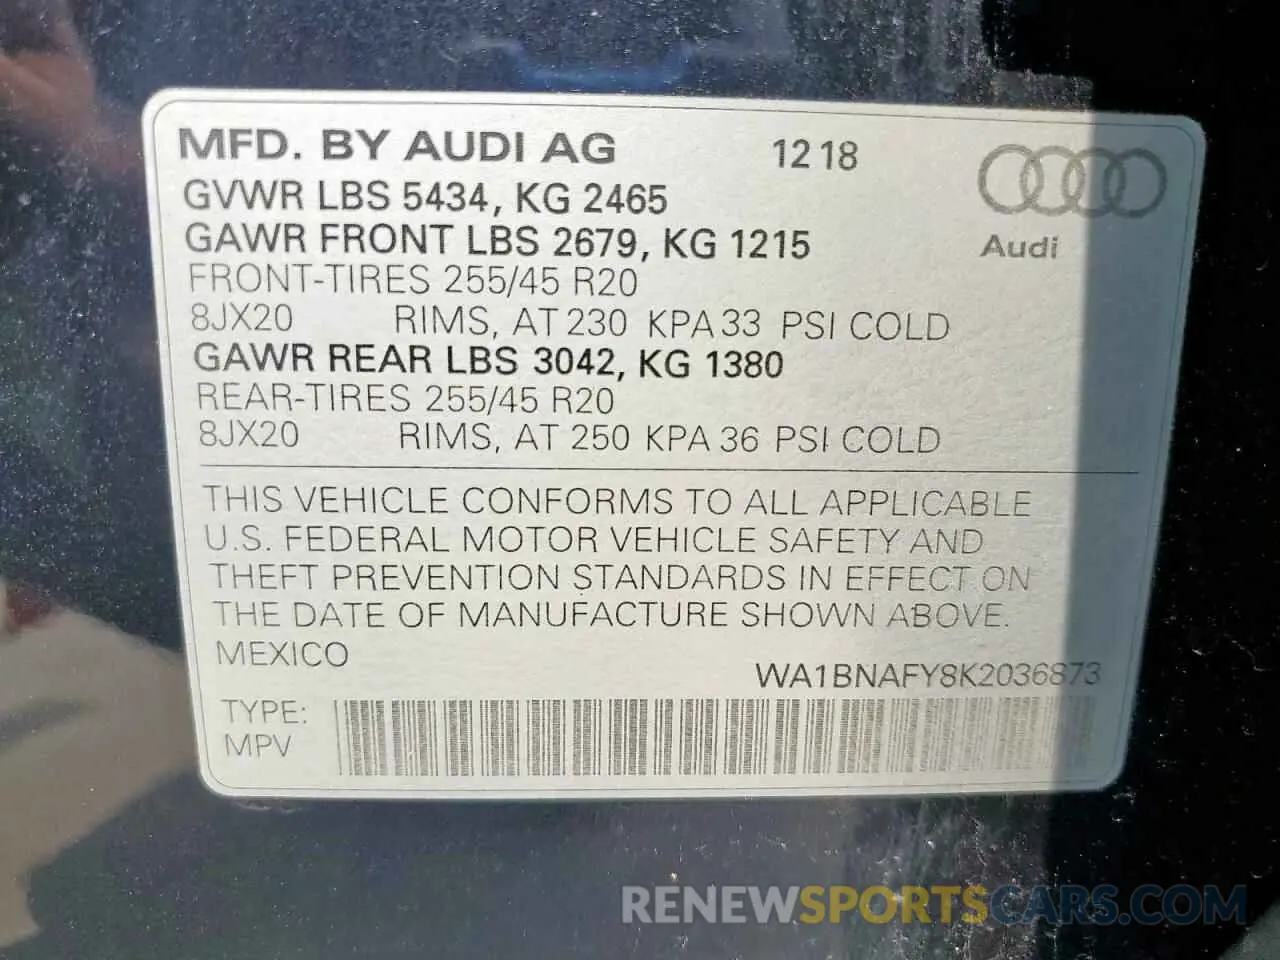 MFD. BY AUDI AG 12 18
GVWR LBS 5434, KG 2465
GAWR FRONT LBS 2679, KG 1215
Audi
FRONT-TIRES 255/45 R20
8JX20 RIMS, AT 230 KPA 33 PSI COLD
GAWR REAR LBS 3042, KG 1380
REAR-TIRES 255/45 R20
8JX20 RIMS, AT 250 KPA 36 PSI COLD
THIS VEHICLE CONFORMS TO ALL APPLICABLE
U.S. FEDERAL MOTOR VEHICLE SAFETY AND
THEFT PREVENTION STANDARDS IN EFFECT ON
THE DATE OF MANUFACTURE SHOWN ABOVE.
MEXICO
WA1BNAFY8K2036873
TYPE:
MPV
RENEWSPORTSCARS.COM